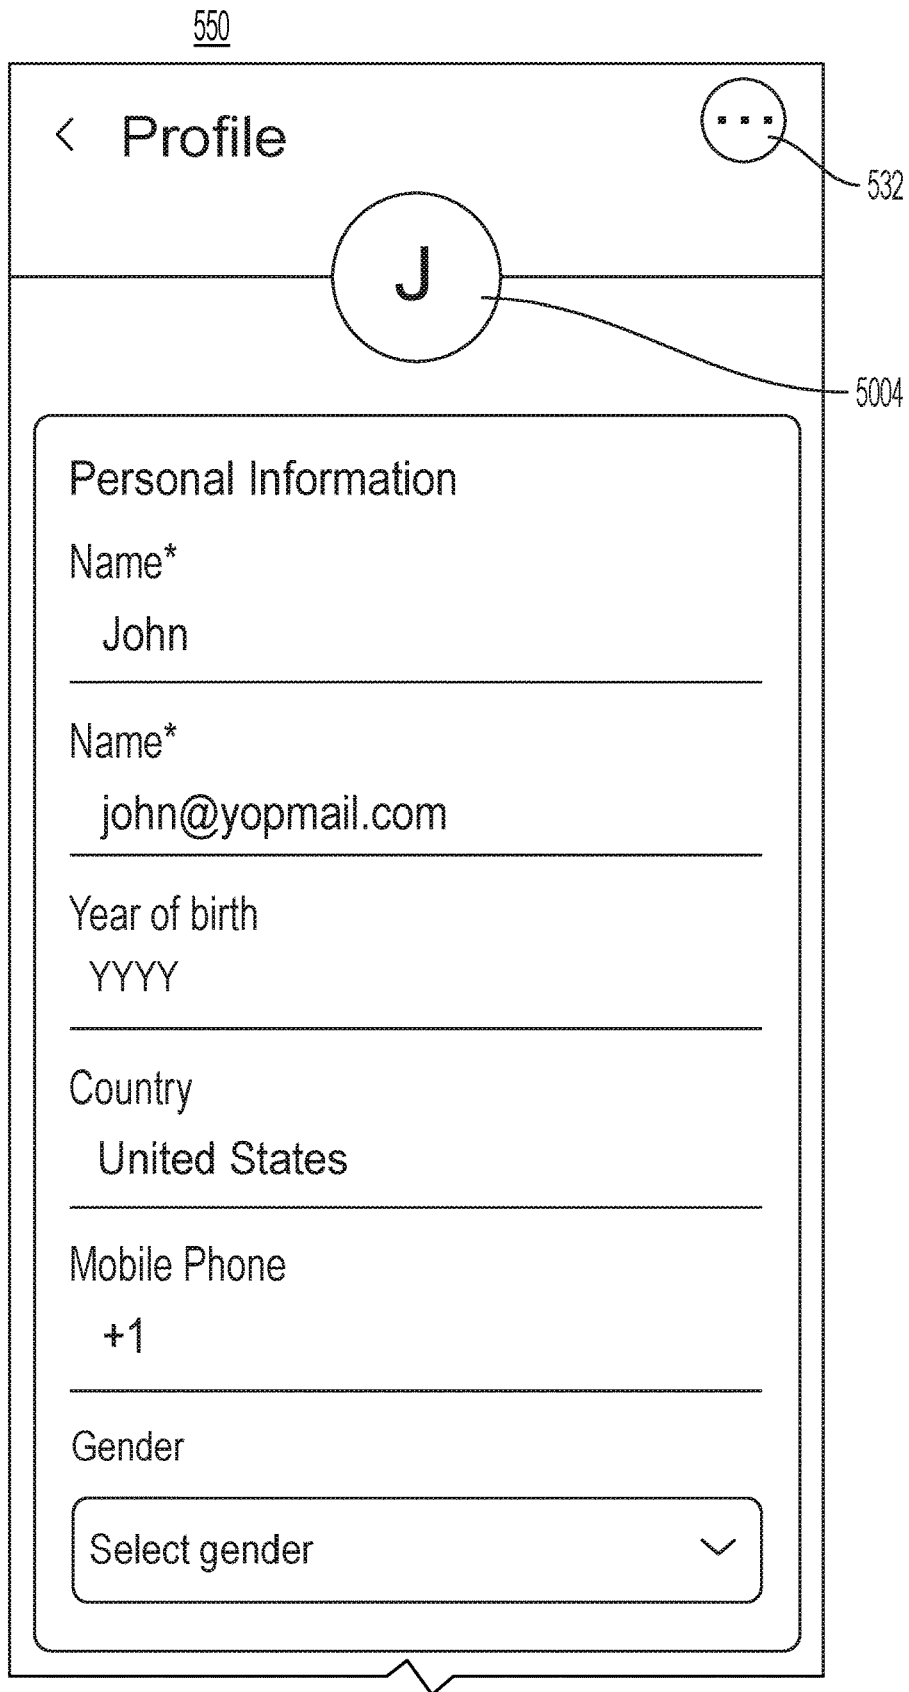 550
< Profile
...
532
J
5004
Personal Information
Name*
John
Name*
john@yopmail.com
Year of birth
YYYY
Country
United States
Mobile Phone
+1
Gender
Select gender